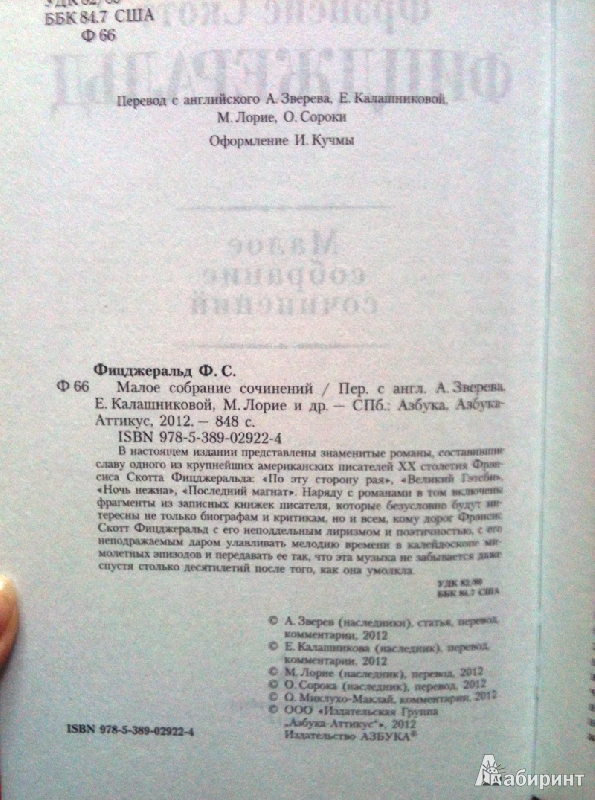 ББК 84.7 США
Ф 66
Перевод с английского А. Зверева, Е. Калашниковой,
М. Лорие, О. Сороки
Оформление И. Кучмы
Фицджеральд Ф. С.
Ф 66 Малое собрание сочинений / Пер. с англ. А. Зверева,
Е. Калашниковой, М. Лорие и др. — СПб.: Азбука, Азбука-
Аттикус, 2012. — 848 с.
ISBN 978-5-389-02922-4
В настоящем издании представлены знаменитые романы, составившие
славу одного из крупнейших американских писателей XX столетия Фрэн-
сиса Скотта Фицджеральда: «По эту сторону рая», «Великий Гэтсби»,
«Ночь нежна», «Последний магнат». Наряду с романами в том включены
фрагменты из записных книжек писателя, которые безусловно будут ин-
тересны не только биографам и критикам, но и всем, кому дорог Фрэнсис
Скотт Фицджеральд с его неподдельным лиризмом и поэтичностью, с его
неподражаемым даром улавливать мелодию времени в калейдоскопе ми-
молетных эпизодов и передавать ее так, что эта музыка не забывается даже
спустя столько десятилетий после того, как она умолкла.
УДК 82/89
ББК 84.7 США
© А. Зверев (наследники), статья, перевод,
комментарии, 2012
© Е. Калашникова (наследник), перевод,
комментарии, 2012
© М. Лорие (наследник), перевод, 2012
© О. Сорока (наследник), перевод, 2012
© О. Миклухо-Маклай, комментарии, 2012
© ООО «Издательская Группа
„Азбука-Аттикус“», 2012
Издательство АЗБУКА®
ISBN 978-5-389-02922-4
Лабиринт